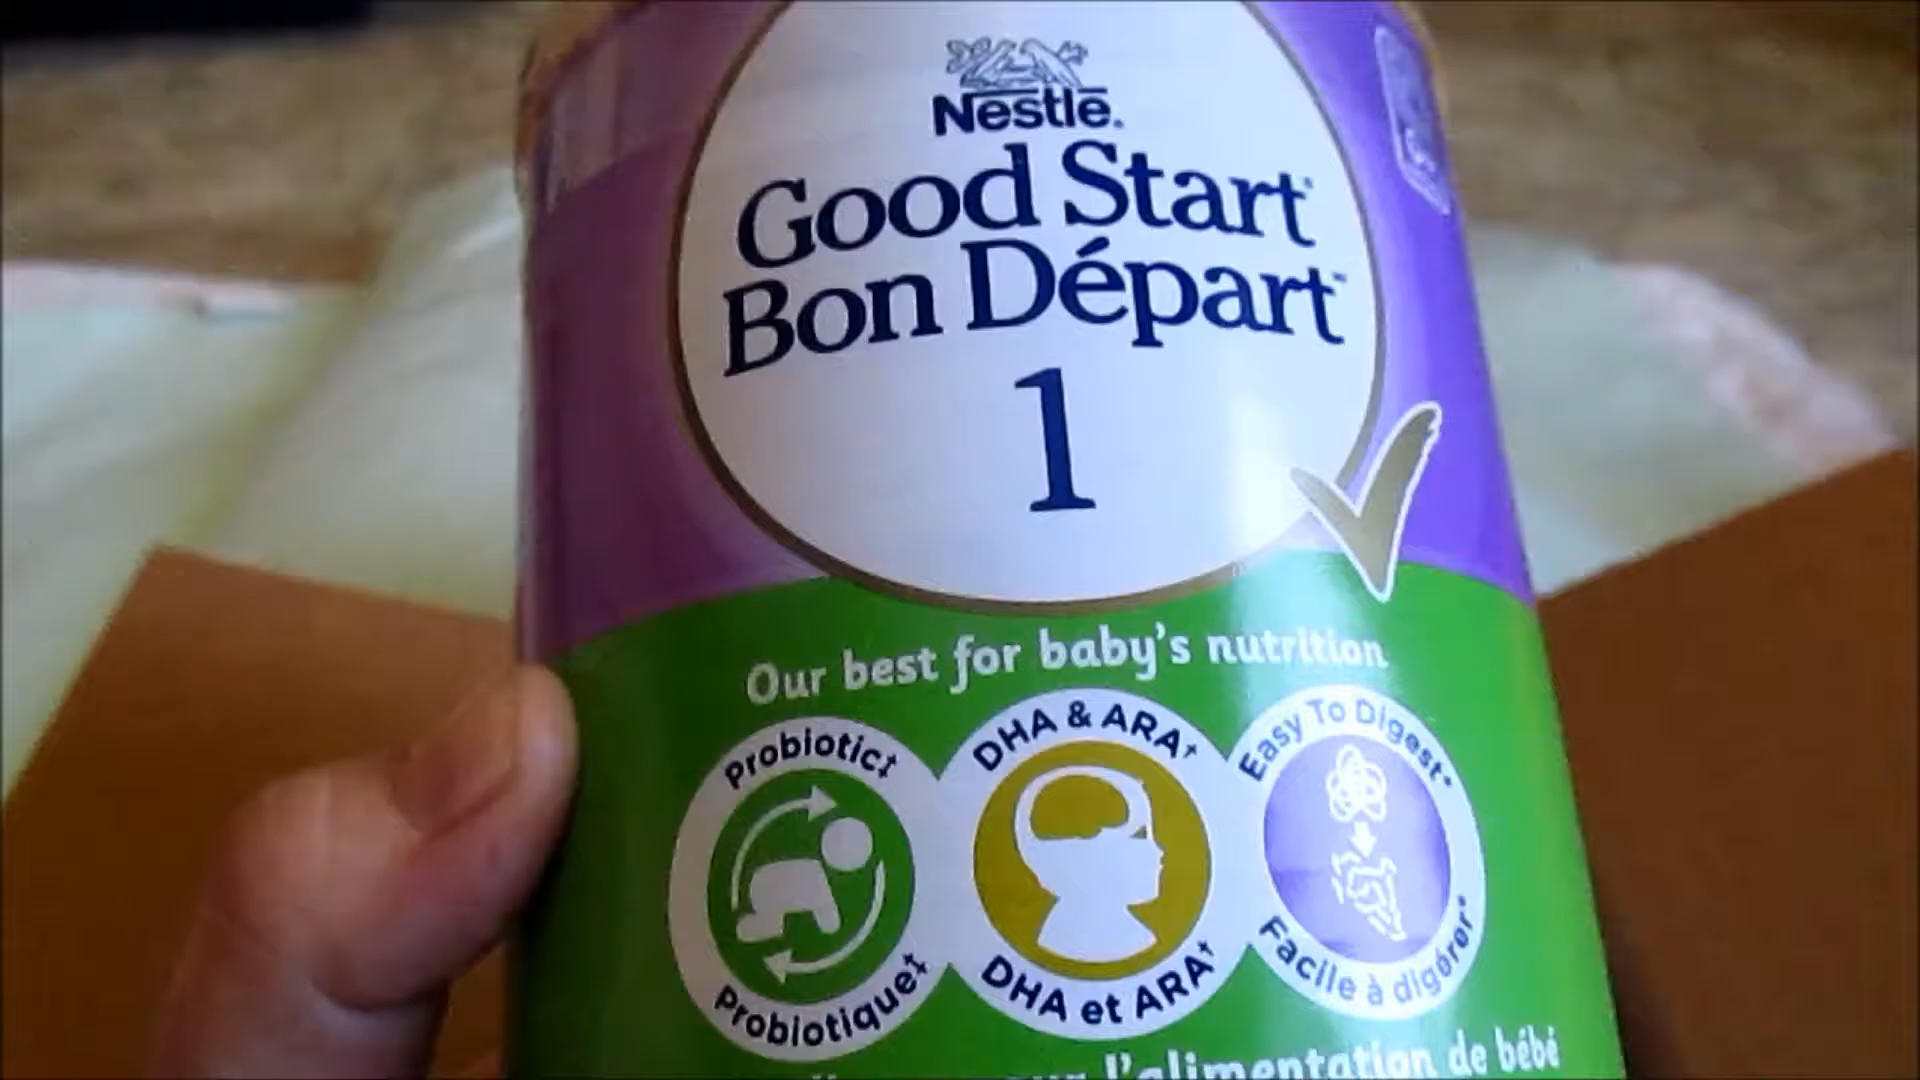 Nestlé.
Good Start
Bon Départ
1
Our best for baby's nutrition
Probiotic‡
Probiotique‡
DHA & ARA†
DHA et ARA†
Easy To Digest*
Facile à digérer*
l'alimentation de bébé